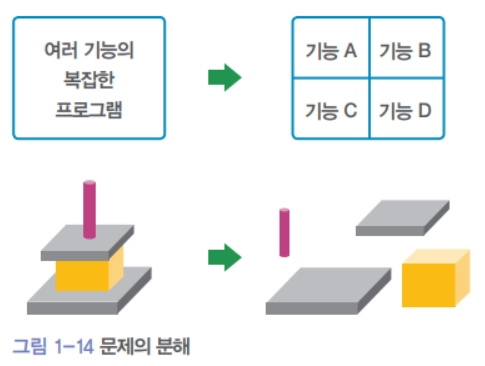 여러 기능의
복잡한
프로그램
기능 A 기능 B
기능 C 기능 D
그림 1-14 문제의 분해